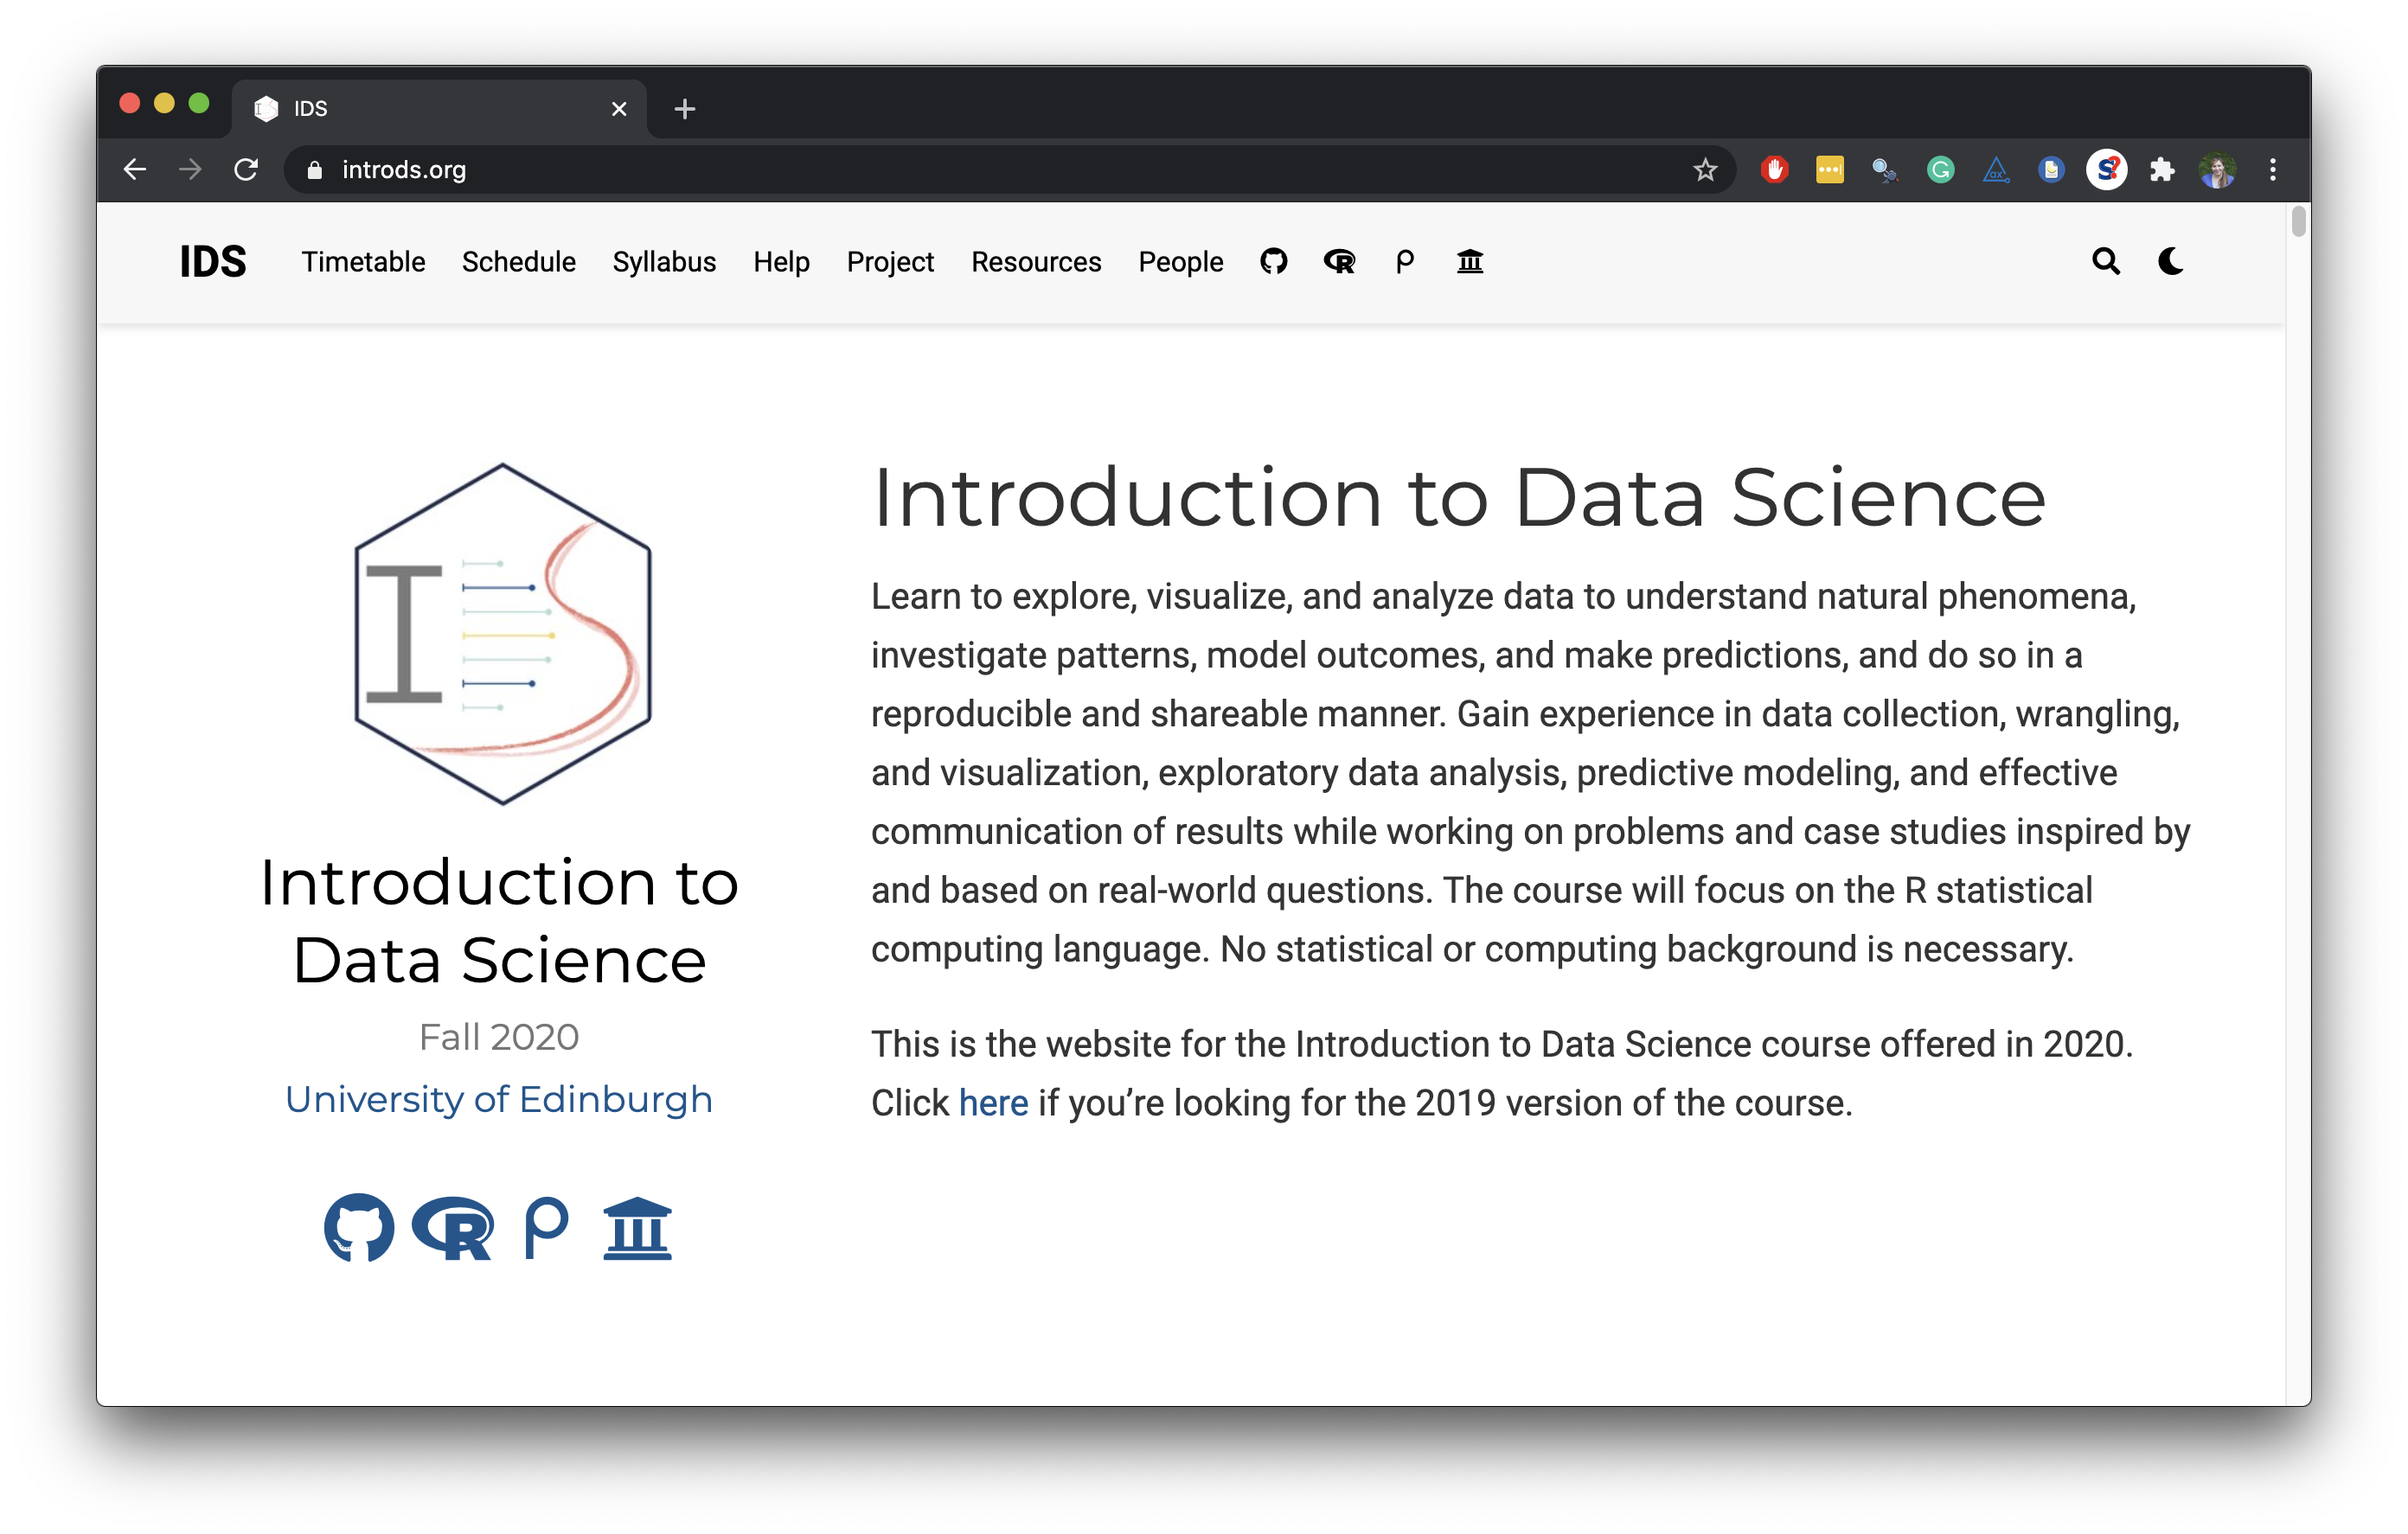 IDS
introds.org
IDS Timetable Schedule Syllabus Help Project Resources People
Introduction to
Data Science
Fall 2020
University of Edinburgh
Introduction to Data Science
Learn to explore, visualize, and analyze data to understand natural phenomena,
investigate patterns, model outcomes, and make predictions, and do so in a
reproducible and shareable manner. Gain experience in data collection, wrangling,
and visualization, exploratory data analysis, predictive modeling, and effective
communication of results while working on problems and case studies inspired by
and based on real-world questions. The course will focus on the R statistical
computing language. No statistical or computing background is necessary.
This is the website for the Introduction to Data Science course offered in 2020.
Click here if you’re looking for the 2019 version of the course.